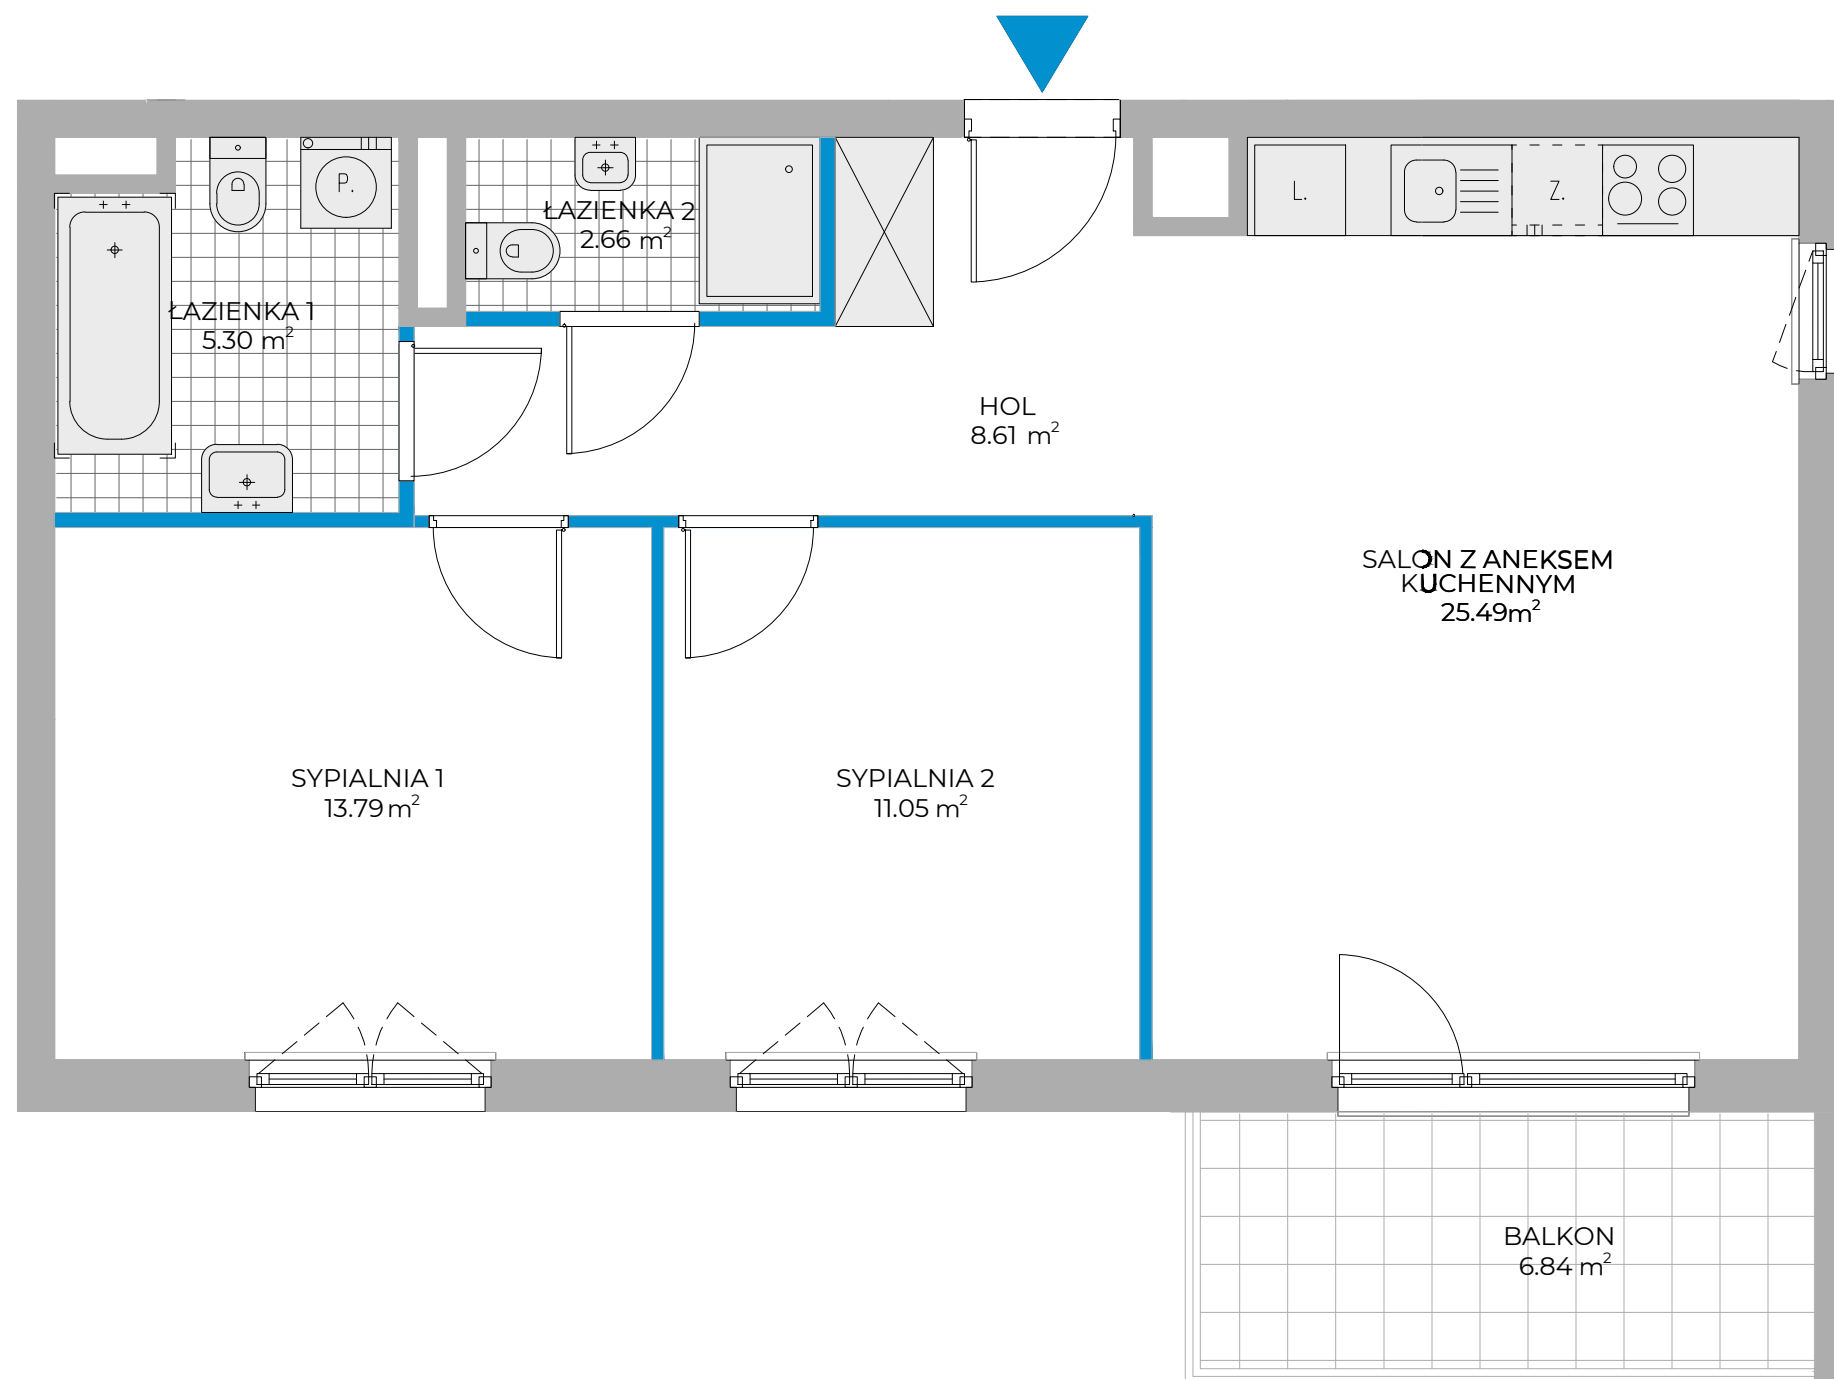 P.
ŁAZIENKA 2
2.66 m²
L.
Z.
ŁAZIENKA 1
5.30 m²
HOL
8.61 m²
SALON Z ANEKSEM
KUCHENNYM
25.49m²
SYPIALNIA 1
13.79 m²
SYPIALNIA 2
11.05 m²
BALKON
6.84 m²